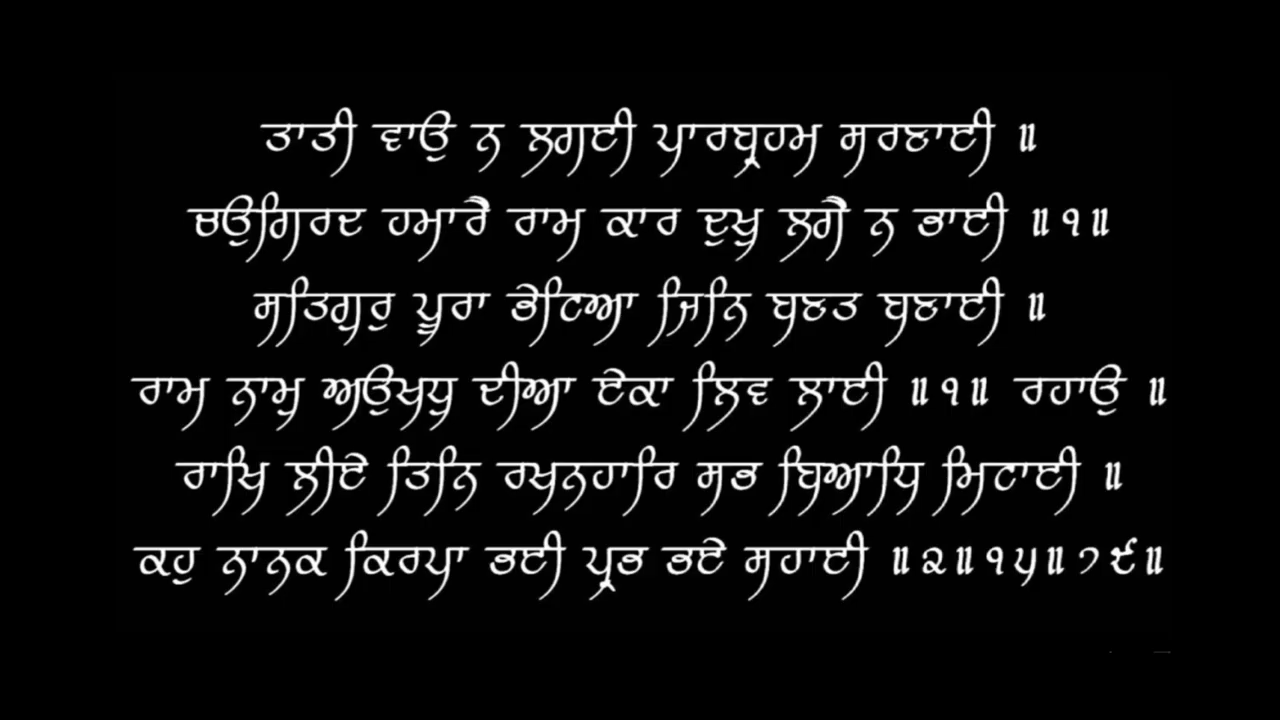 ਤਾਤੀ ਵਾਉ ਨ ਲਗਈ ਪਾਰਬ੍ਰਹਮ ਸਰਣਾਈ ॥
ਚਉਗਿਰਦ ਹਮਾਰੈ ਰਾਮ ਕਾਰ ਦੁਖੁ ਲਗੈ ਨ ਭਾਈ ॥੧॥
ਸਤਿਗੁਰੁ ਪੂਰਾ ਭੇਟਿਆ ਜਿਨਿ ਬਣਤ ਬਣਾਈ ॥
ਰਾਮ ਨਾਮੁ ਅਉਖਧੁ ਦੀਆ ਏਕਾ ਲਿਵ ਲਾਈ ॥੧॥ ਰਹਾਉ ॥
ਰਾਖਿ ਲੀਏ ਤਿਨਿ ਰਖਨਹਾਰਿ ਸਭ ਬਿਆਧਿ ਮਿਟਾਈ ॥
ਕਹੁ ਨਾਨਕ ਕਿਰਪਾ ਭਈ ਪ੍ਰਭ ਭਏ ਸਹਾਈ ॥੨॥੧੫॥੭੯॥